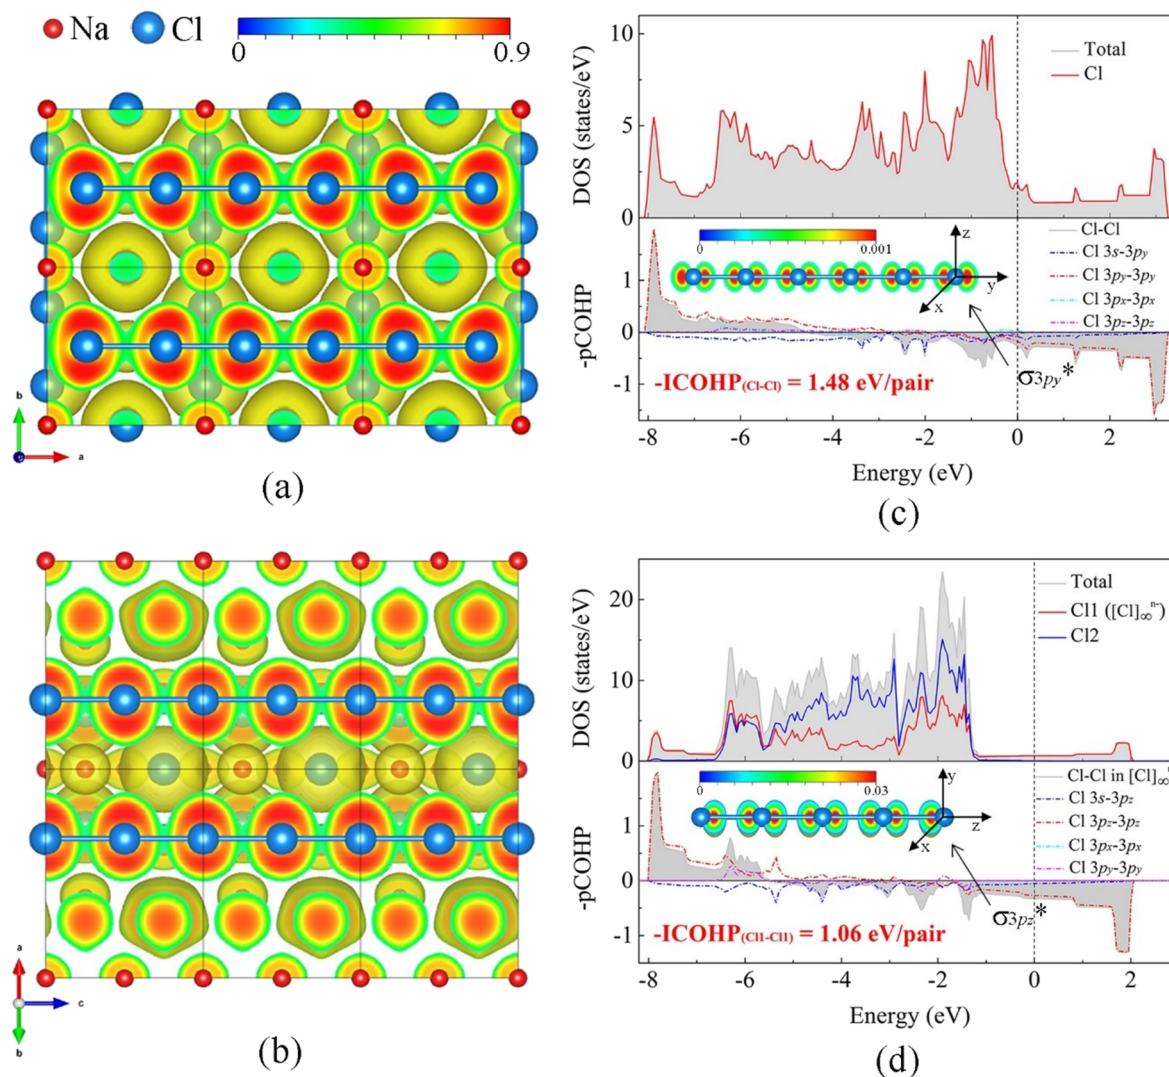 Na Cl
0 0.9
b
a
(a)
10
5
0
DOS (states/eV)
Total
Cl
0 0.001
z
y
x
Cl-Cl
Cl 3s-3py
Cl 3py-3py
Cl 3px-3px
Cl 3pz-3pz
1
0
-1
-pCOHP
σ3py*
-ICOHP(Cl-Cl) = 1.48 eV/pair
-8 -6 -4 -2 0 2
Energy (eV)
(c)
a
c
b
(b)
20
10
0
DOS (states/eV)
Total
Cl1 ([Cl]∞ⁿ⁻)
Cl2
0 0.03
y
z
x
Cl-Cl in [Cl]∞ⁿ
Cl 3s-3pz
Cl 3pz-3pz
Cl 3px-3px
Cl 3py-3py
1
0
-1
-pCOHP
σ3pz*
-ICOHP(Cl1-Cl1) = 1.06 eV/pair
-8 -6 -4 -2 0 2
Energy (eV)
(d)